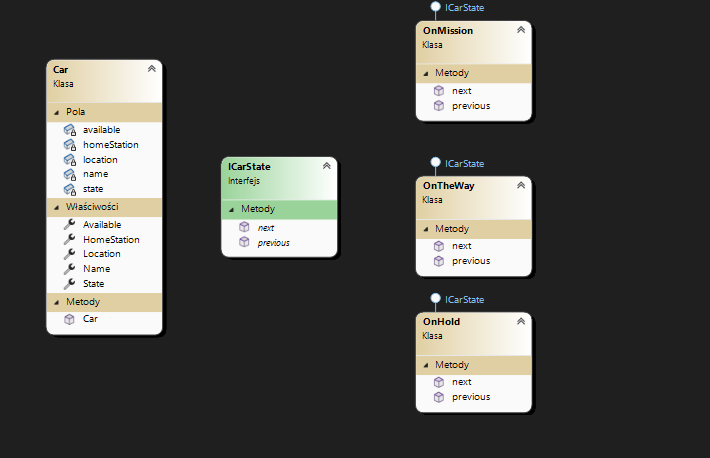 Car
Klasa
Pola
available
homeStation
location
name
state
Właściwości
Available
HomeStation
Location
Name
State
Metody
Car
ICarState
Interfejs
Metody
next
previous
ICarState
OnMission
Klasa
Metody
next
previous
ICarState
OnTheWay
Klasa
Metody
next
previous
ICarState
OnHold
Klasa
Metody
next
previous